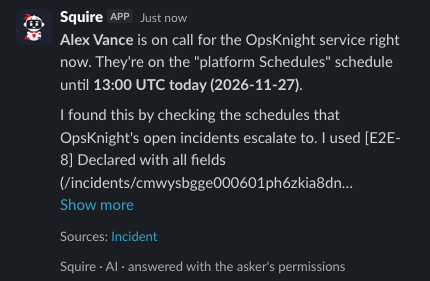 Squire APP Just now
Alex Vance is on call for the OpsKnight service right
now. They're on the "platform Schedules" schedule
until 13:00 UTC today (2026-11-27).
I found this by checking the schedules that
OpsKnight's open incidents escalate to. I used [E2E-
8] Declared with all fields
(/incidents/cmwysbgge000601ph6zkia8dn...
Show more
Sources: Incident
Squire · AI · answered with the asker's permissions